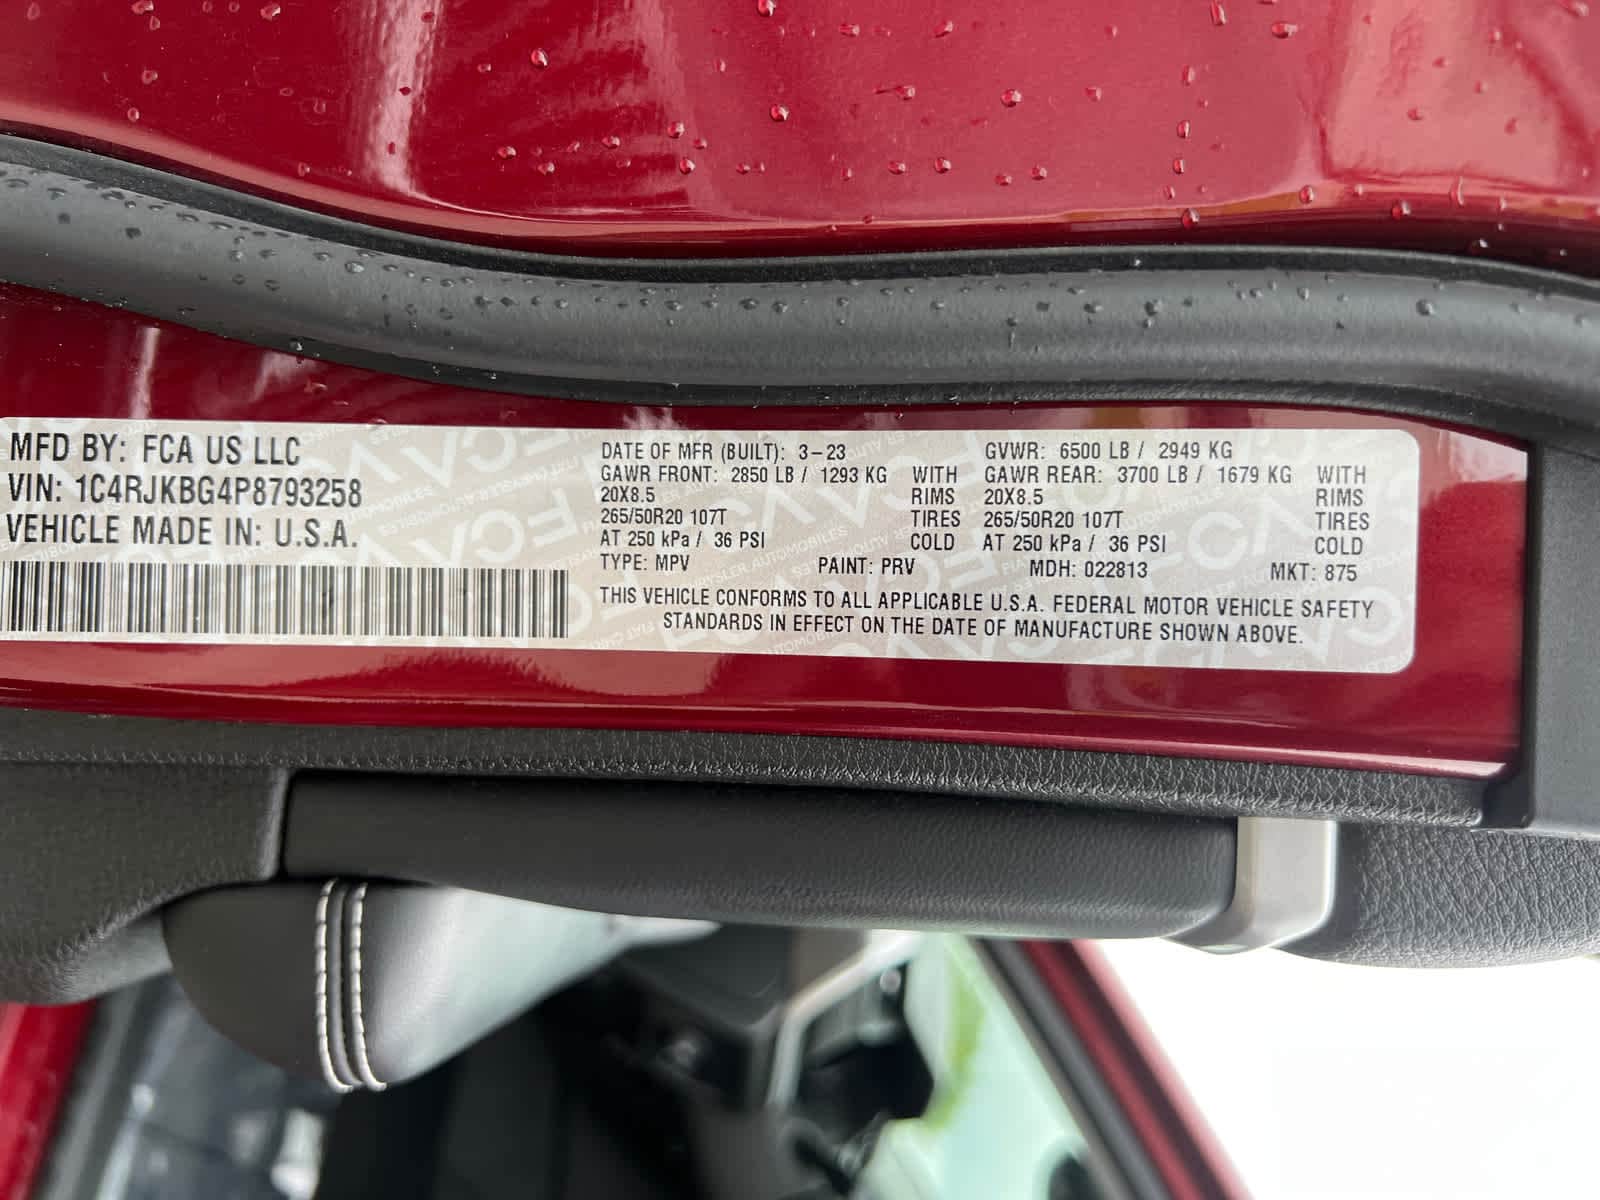 MFD BY: FCA US LLC
VIN: 1C4RJKBG4P8793258
VEHICLE MADE IN: U.S.A.
DATE OF MFR (BUILT): 3-23 GVWR: 6500 LB / 2949 KG
GAWR FRONT: 2850 LB / 1293 KG WITH GAWR REAR: 3700 LB / 1679 KG WITH
20X8.5 RIMS 20X8.5 RIMS
265/50R20 107T TIRES 265/50R20 107T TIRES
AT 250 kPa / 36 PSI COLD AT 250 kPa / 36 PSI COLD
TYPE: MPV PAINT: PRV MDH: 022813 MKT: 875
THIS VEHICLE CONFORMS TO ALL APPLICABLE U.S.A. FEDERAL MOTOR VEHICLE SAFETY
STANDARDS IN EFFECT ON THE DATE OF MANUFACTURE SHOWN ABOVE.